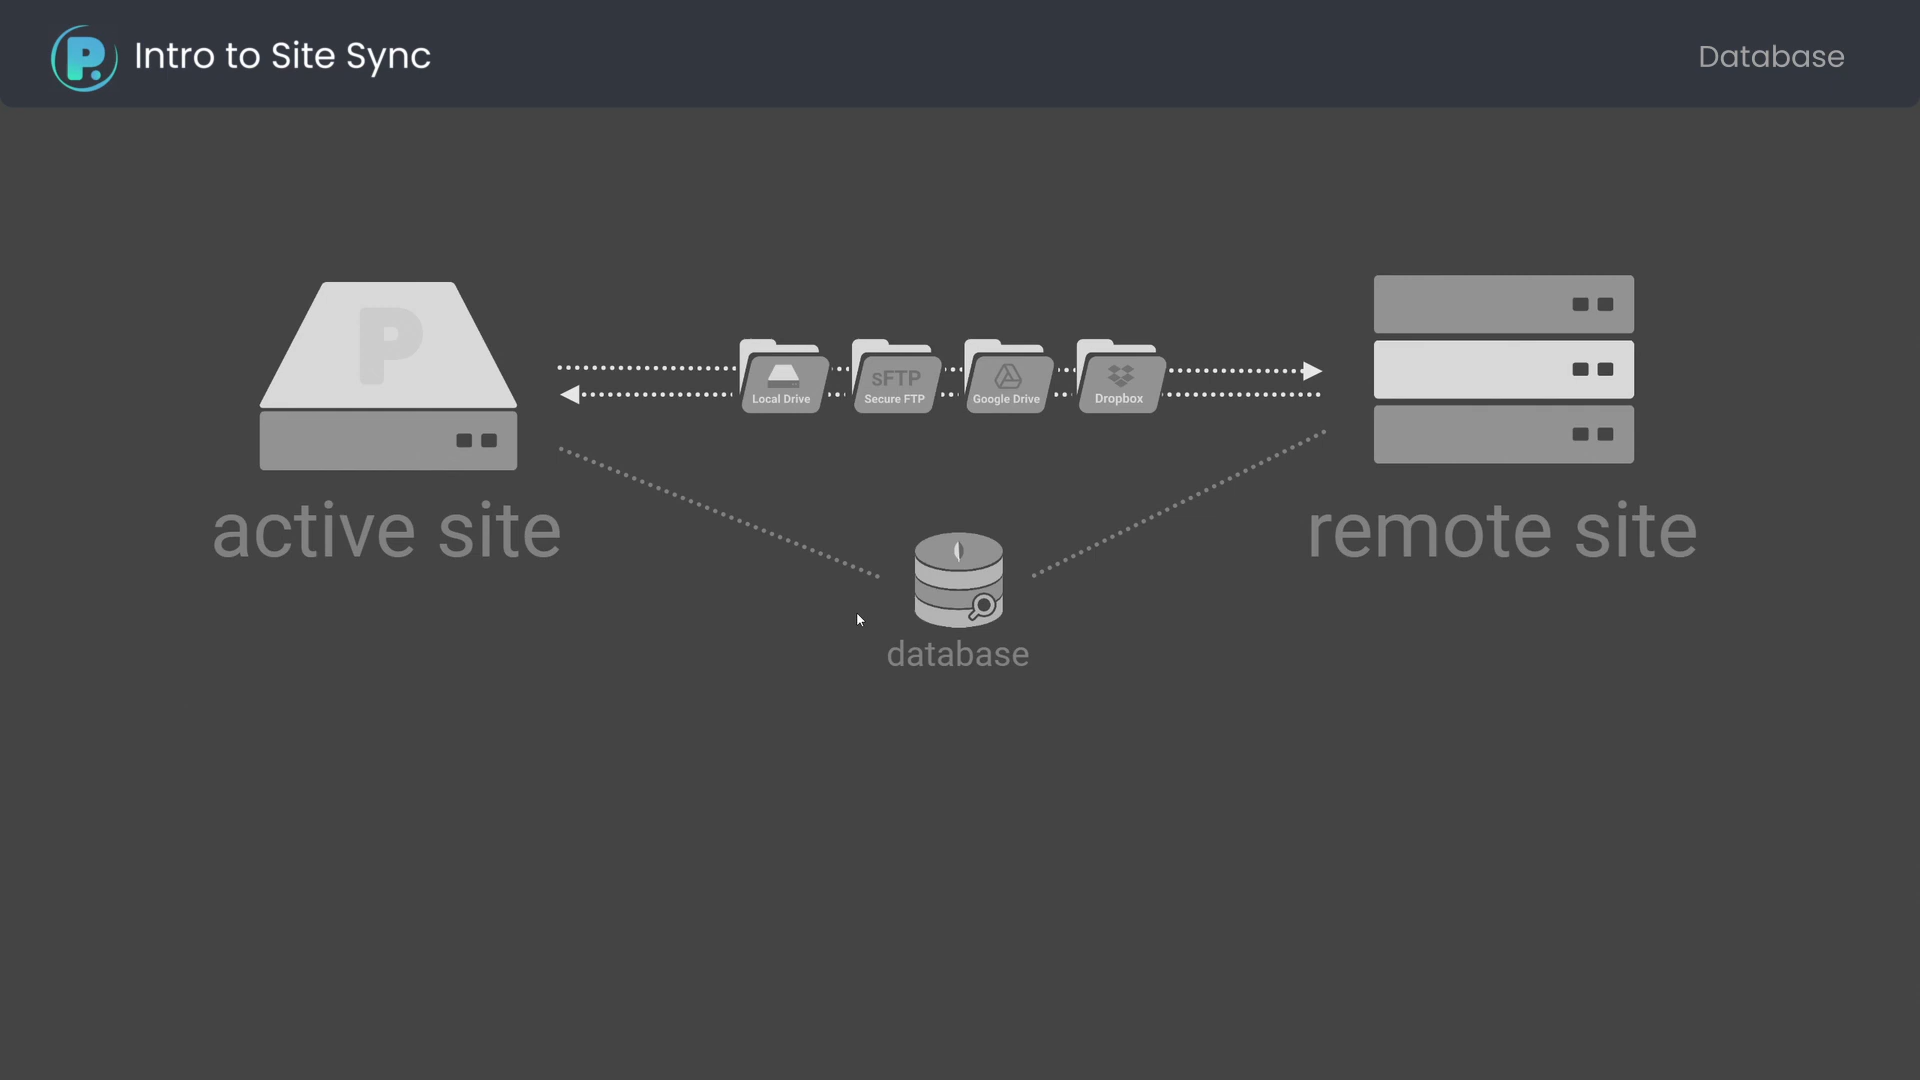 P. Intro to Site Sync
Database
P
Local Drive
sFTP
Secure FTP
Google Drive
Dropbox
active site
remote site
database